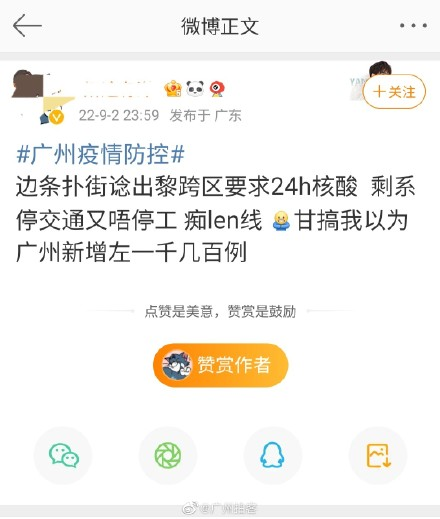 微博正文
+关注
22-9-2 23:59 发布于 广东
#广州疫情防控#
边条扑街谂出黎跨区要求24h核酸 剩系
停交通又唔停工 痴len线 甘搞我以为
广州新增左一千几百例
点赞是美意，赞赏是鼓励
赞赏作者
@广州拍客